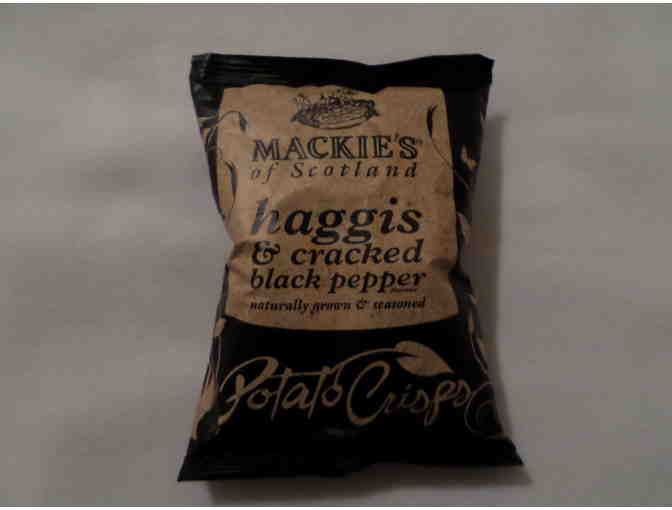 MACKIE'S
of Scotland
haggis
& cracked
black pepper
naturally grown & seasoned
Potato Crisps